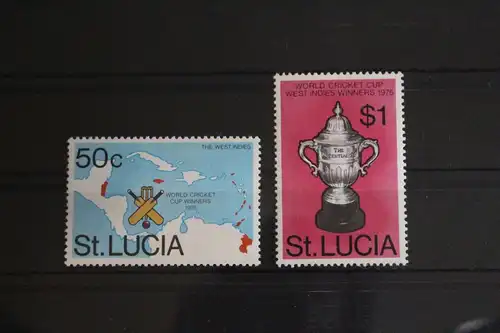 THE WEST INDIES
50c
WORLD CRICKET
CUP WINNERS
1975
St. LUCIA
WORLD CRICKET CUP
WEST INDIES WINNERS 1975
$1
THE
PRUDENTIAL
St. LUCIA